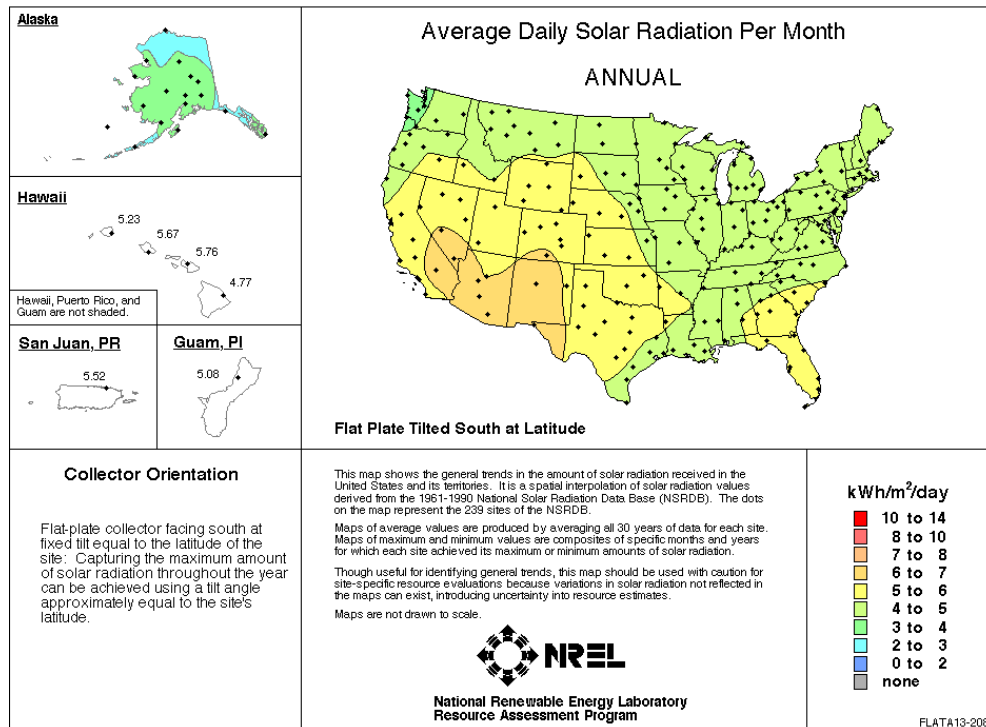 Alaska
Average Daily Solar Radiation Per Month
ANNUAL
Hawaii
5.23
5.67
5.76
4.77
Hawaii, Puerto Rico, and
Guam are not shaded.
San Juan, PR
5.52
Guam, PI
5.08
Flat Plate Tilted South at Latitude
Collector Orientation
Flat-plate collector facing south at
fixed tilt equal to the latitude of the
site: Capturing the maximum amount
of solar radiation throughout the year
can be achieved using a tilt angle
approximately equal to the site's
latitude.
This map shows the general trends in the amount of solar radiation received in the
United States and its territories. It is a spatial interpolation of solar radiation values
derived from the 1961-1990 National Solar Radiation Data Base (NSRDB). The dots
on the map represent the 239 sites of the NSRDB.
Maps of average values are produced by averaging all 30 years of data for each site.
Maps of maximum and minimum values are composites of specific months and years
for which each site achieved its maximum or minimum amounts of solar radiation.
Though useful for identifying general trends, this map should be used with caution for
site-specific resource evaluations because variations in solar radiation not reflected in
the maps can exist, introducing uncertainty into resource estimates.
Maps are not drawn to scale.
NREL
National Renewable Energy Laboratory
Resource Assessment Program
kWh/m²/day
10 to 14
8 to 10
7 to 8
6 to 7
5 to 6
4 to 5
3 to 4
2 to 3
0 to 2
none
FLATA13-208